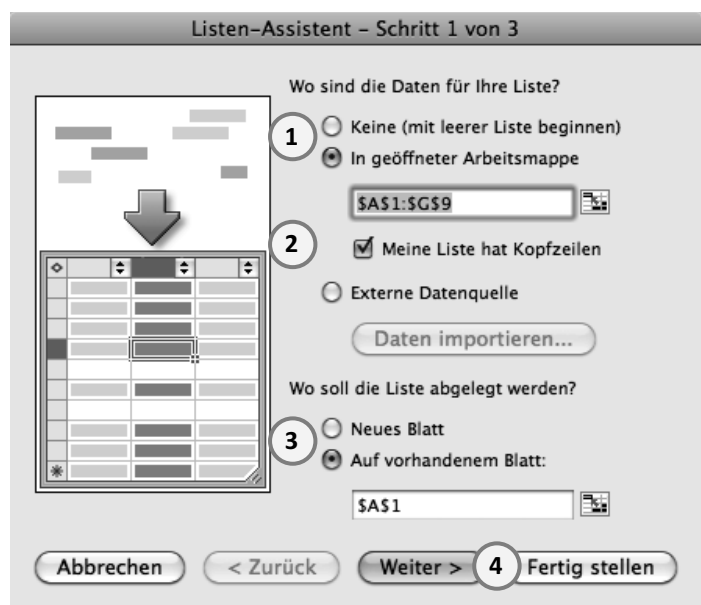 Listen-Assistent – Schritt 1 von 3
Wo sind die Daten für Ihre Liste?
1
Keine (mit leerer Liste beginnen)
In geöffneter Arbeitsmappe
$A$1:$G$9
2
Meine Liste hat Kopfzeilen
Externe Datenquelle
Daten importieren...
Wo soll die Liste abgelegt werden?
3
Neues Blatt
Auf vorhandenem Blatt:
$A$1
Abbrechen < Zurück Weiter > 4 Fertig stellen